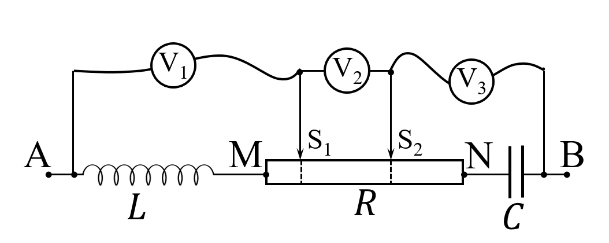 V₁ V₂ V₃
S₁ S₂
A M N B
L R C